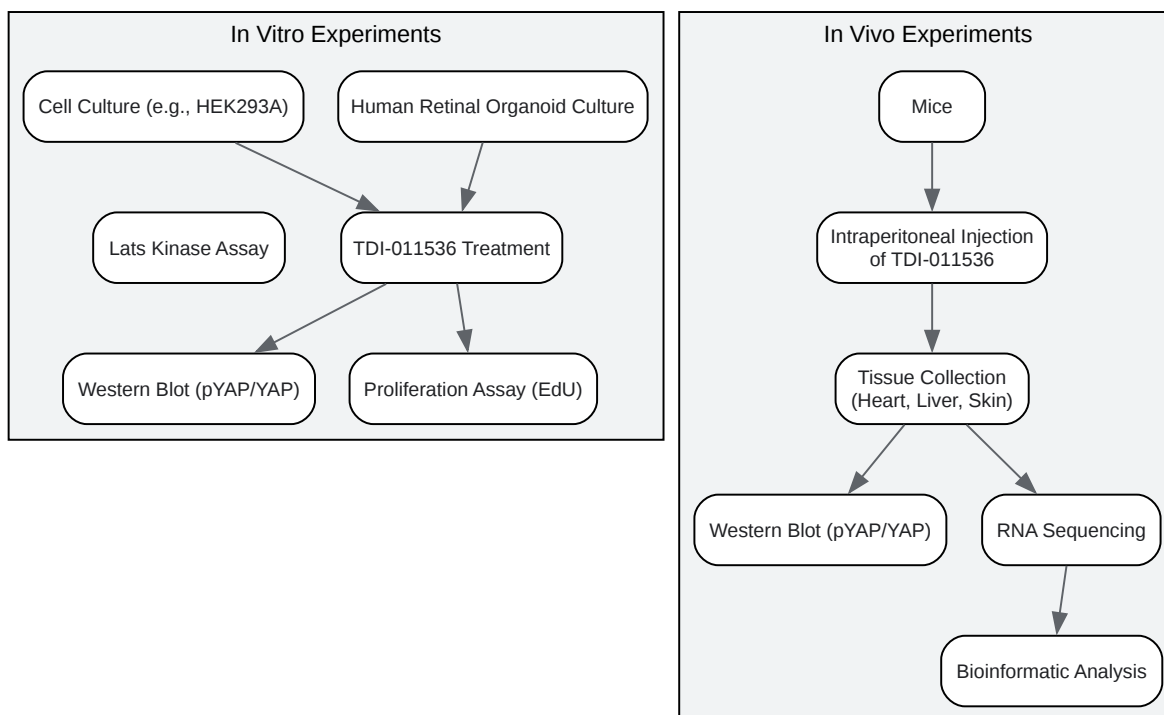 In Vitro Experiments
Cell Culture (e.g., HEK293A)
Human Retinal Organoid Culture
Lats Kinase Assay
TDI-011536 Treatment
Western Blot (pYAP/YAP)
Proliferation Assay (EdU)
In Vivo Experiments
Mice
Intraperitoneal Injection
of TDI-011536
Tissue Collection
(Heart, Liver, Skin)
Western Blot (pYAP/YAP)
RNA Sequencing
Bioinformatic Analysis